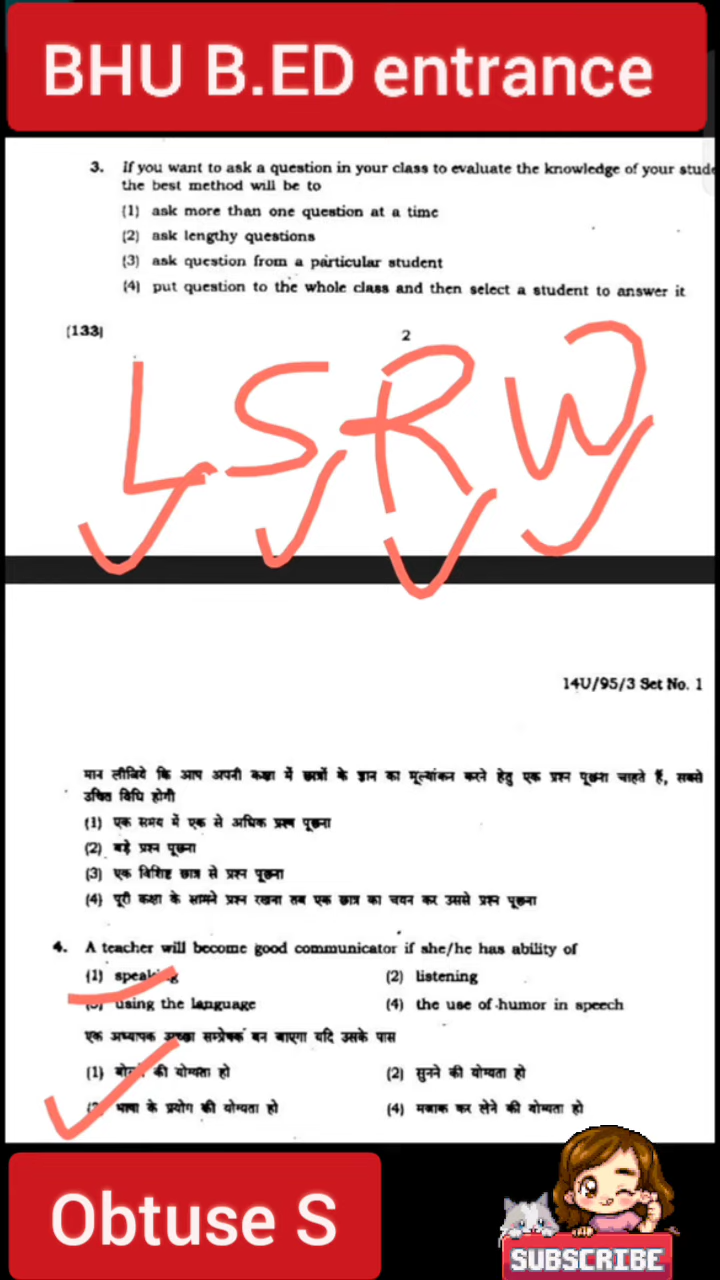 BHU B.ED entrance
3. If you want to ask a question in your class to evaluate the knowledge of your
the best method will be to
(1) ask more than one question at a time
(2) ask lengthy questions
(3) ask question from a particular student
(4) put question to the whole class and then select a student to answer it
(133)
2
L S R W
14U/95/3 Set No. 1
मान लीजिये कि आप अपनी कक्षा में छात्रों के ज्ञान का मूल्यांकन करने हेतु एक प्रश्न पूछना चाहते हैं, सबसे
उचित विधि होगी
(1) एक समय में एक से अधिक प्रश्न पूछना
(2) बड़े प्रश्न पूछना
(3) एक विशिष्ट छात्र से प्रश्न पूछना
(4) पूरी कक्षा के सामने प्रश्न रखना तब एक छात्र का चयन कर उससे प्रश्न पूछना
4. A teacher will become good communicator if she/he has ability of
(1) speaking (2) listening
(3) using the language (4) the use of humor in speech
एक अध्यापक अच्छा सम्प्रेषक बन जाएगा यदि उसके पास
(1) बोलने की योग्यता हो (2) सुनने की योग्यता हो
भाषा के प्रयोग की योग्यता हो (4) मजाक कर लेने की योग्यता हो
Obtuse S
SUBSCRIBE